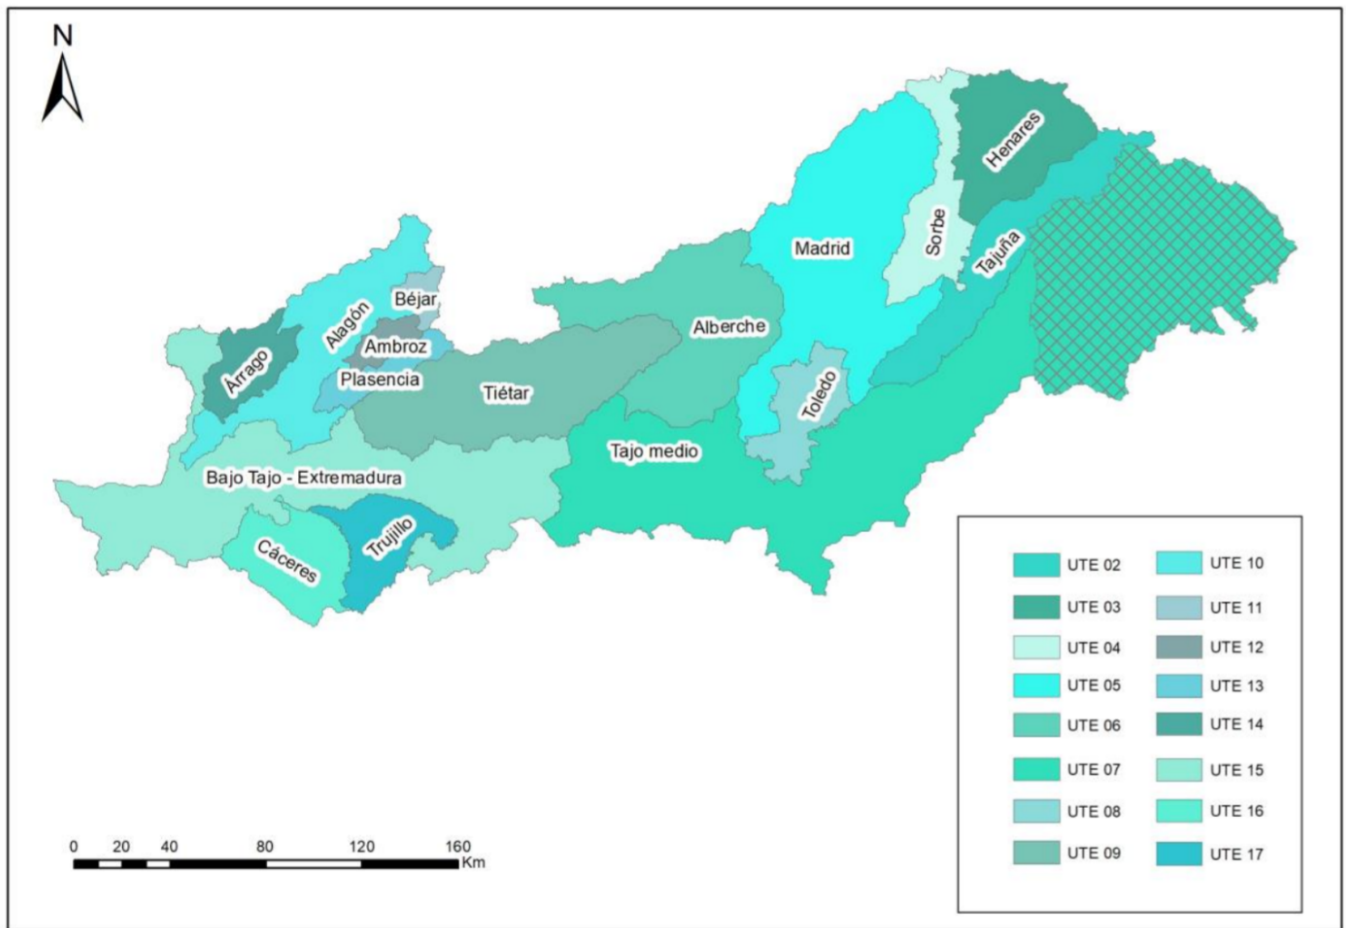 N
Henares
Sorbe
Madrid
Tajuña
Béjar
Alagón
Alberche
Ambroz
Árrago
Plasencia
Tiétar
Toledo
Tajo medio
Bajo Tajo - Extremadura
Trujillo
Cáceres
UTE 02
UTE 03
UTE 04
UTE 05
UTE 06
UTE 07
UTE 08
UTE 09
UTE 10
UTE 11
UTE 12
UTE 13
UTE 14
UTE 15
UTE 16
UTE 17
0 20 40 80 120 160
Km